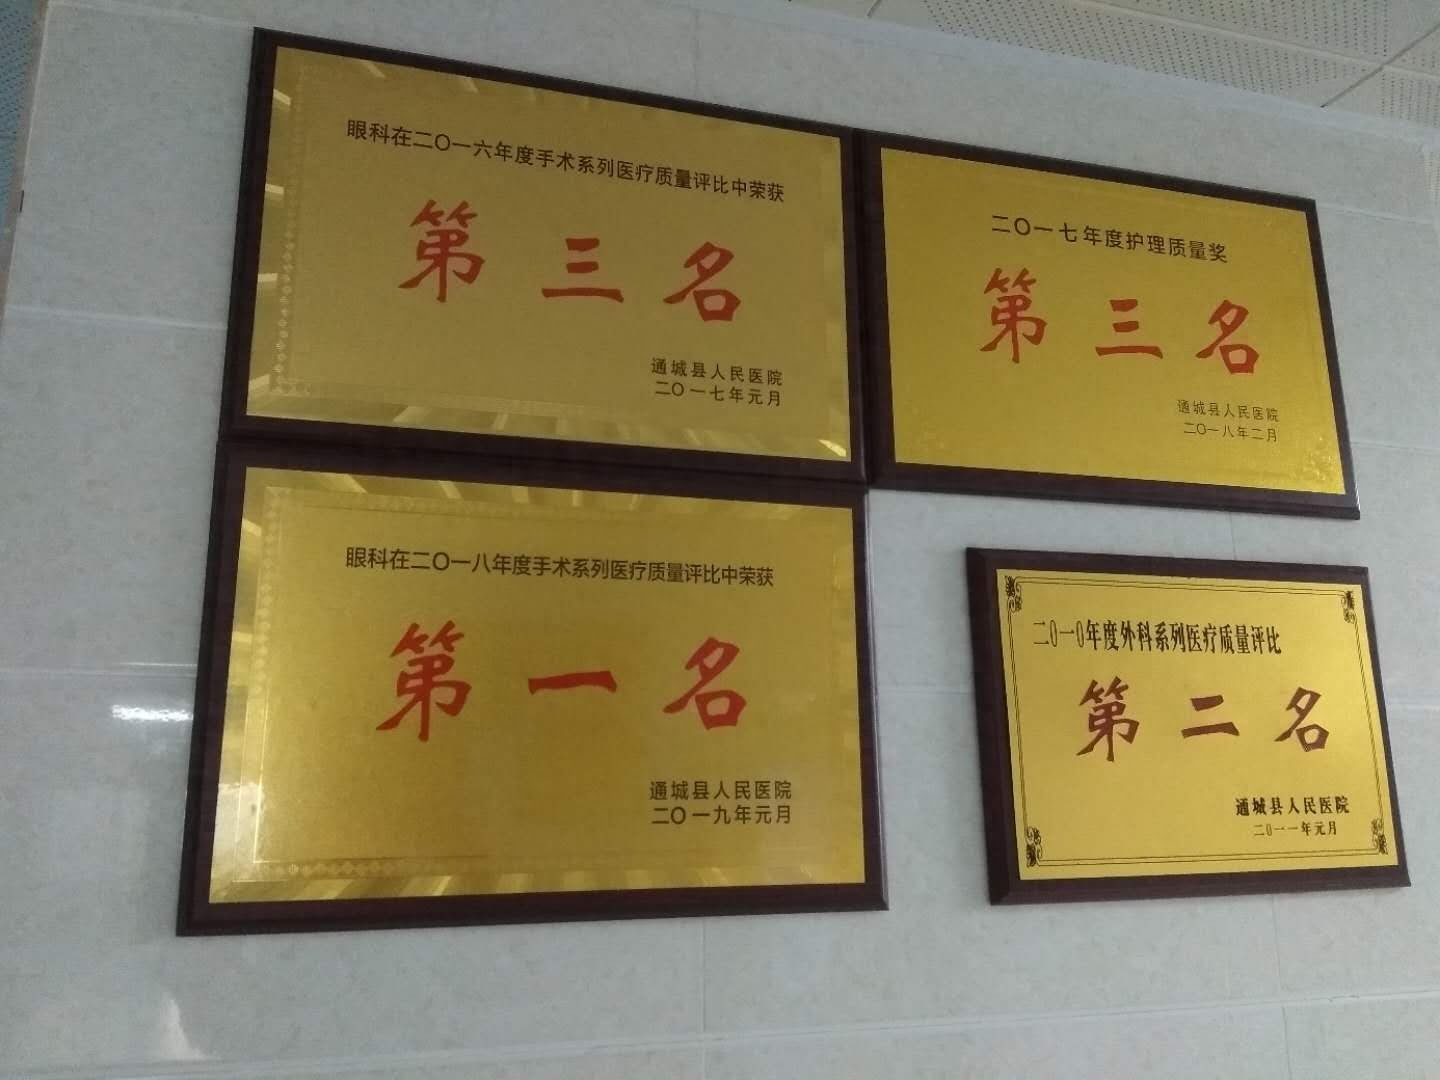 眼科在二〇一六年度手术系列医疗质量评比中荣获
第三名
通城县人民医院
二〇一七年元月
二〇一七年度护理质量奖
第三名
通城县人民医院
二〇一八年二月
眼科在二〇一八年度手术系列医疗质量评比中荣获
第一名
通城县人民医院
二〇一九年元月
二〇一〇年度外科系列医疗质量评比
第二名
通城县人民医院
二〇一一年元月